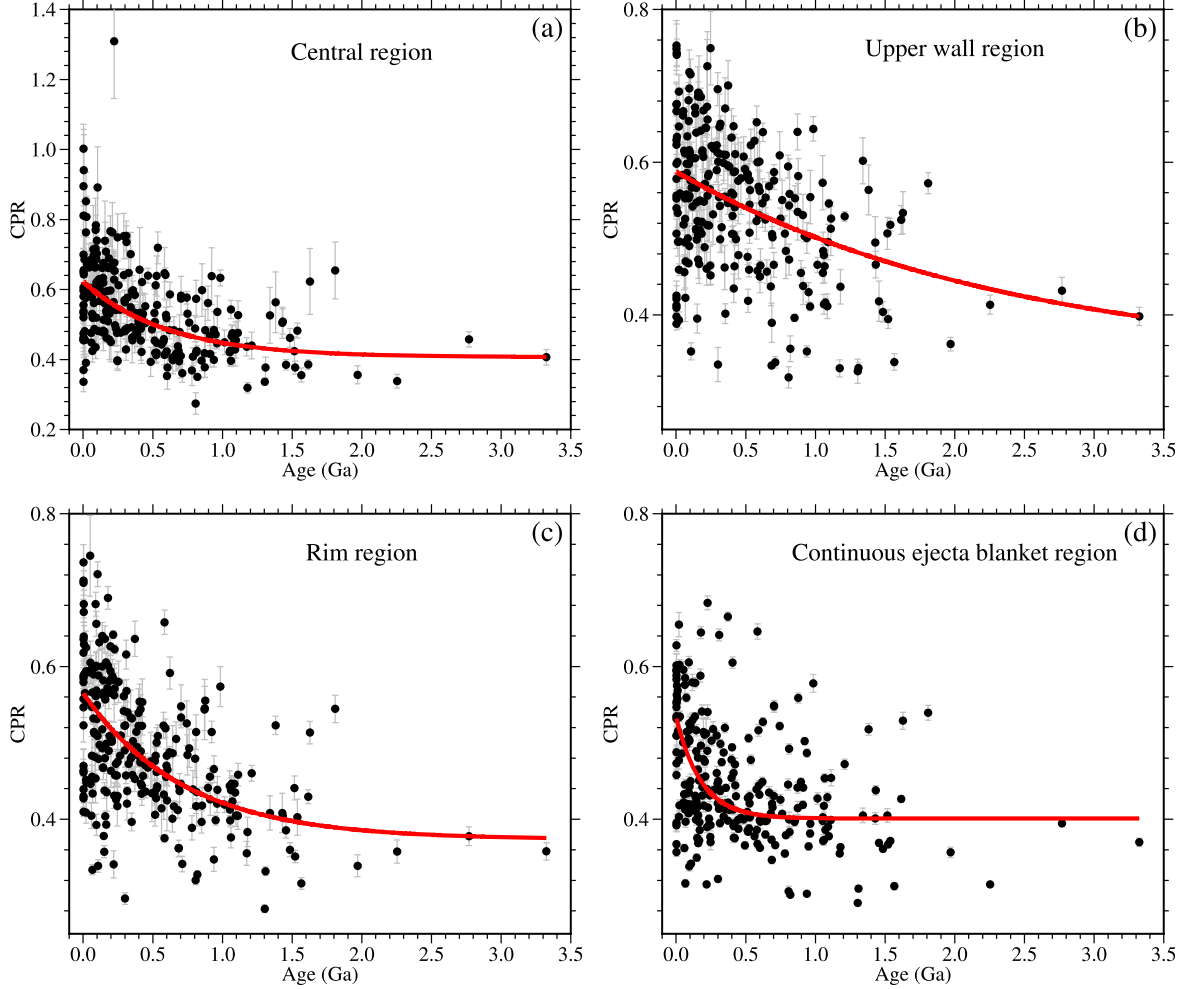 (a)
Central region
CPR
1.4
1.2
1.0
0.8
0.6
0.4
0.2
0.0 0.5 1.0 1.5 2.0 2.5 3.0 3.5
Age (Ga)
(b)
Upper wall region
CPR
0.8
0.6
0.4
0.0 0.5 1.0 1.5 2.0 2.5 3.0 3.5
Age (Ga)
(c)
Rim region
CPR
0.8
0.6
0.4
0.0 0.5 1.0 1.5 2.0 2.5 3.0 3.5
Age (Ga)
(d)
Continuous ejecta blanket region
CPR
0.8
0.6
0.4
0.0 0.5 1.0 1.5 2.0 2.5 3.0 3.5
Age (Ga)